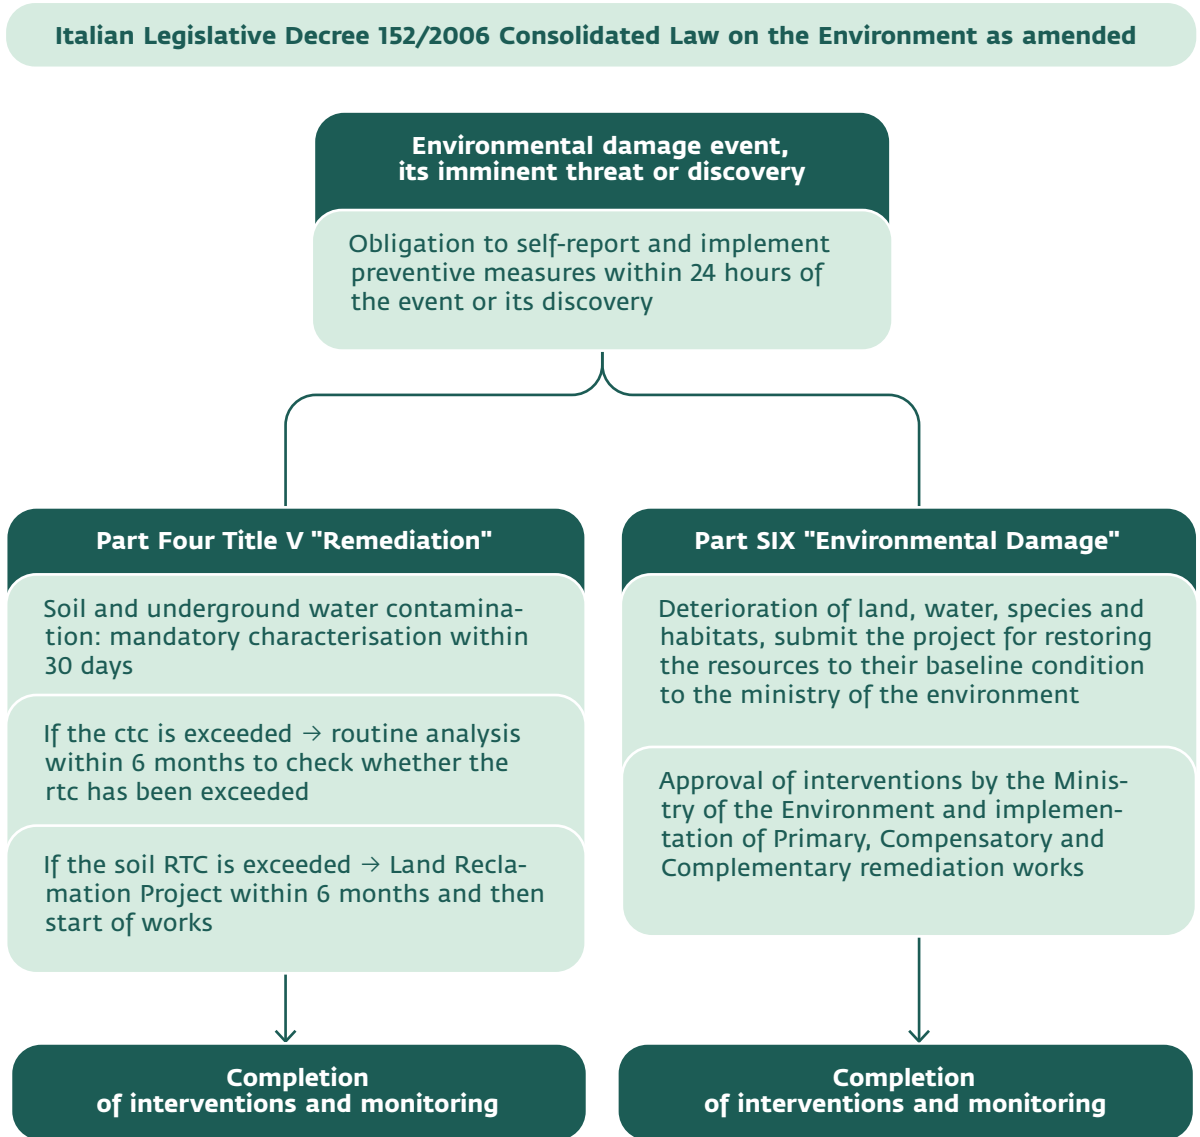 Italian Legislative Decree 152/2006 Consolidated Law on the Environment as amended
Environmental damage event,
its imminent threat or discovery
Obligation to self-report and implement
preventive measures within 24 hours of
the event or its discovery
Part Four Title V "Remediation"
Soil and underground water contamina-
tion: mandatory characterisation within
30 days
If the ctc is exceeded → routine analysis
within 6 months to check whether the
rtc has been exceeded
If the soil RTC is exceeded → Land Recla-
mation Project within 6 months and then
start of works
Completion
of interventions and monitoring
Part SIX "Environmental Damage"
Deterioration of land, water, species and
habitats, submit the project for restoring
the resources to their baseline condition
to the ministry of the environment
Approval of interventions by the Minis-
try of the Environment and implemen-
tation of Primary, Compensatory and
Complementary remediation works
Completion
of interventions and monitoring